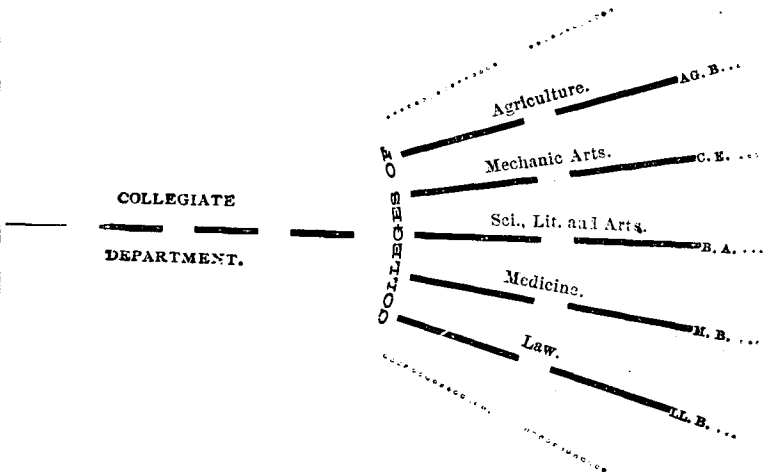 COLLEGIATE
DEPARTMENT.
COLLEGES OF
Agriculture.
AG. B...
Mechanic Arts.
C. E. ...
Sci., Lit. and Arts.
B. A. ...
Medicine.
M. B. ...
Law.
LL. B. ...